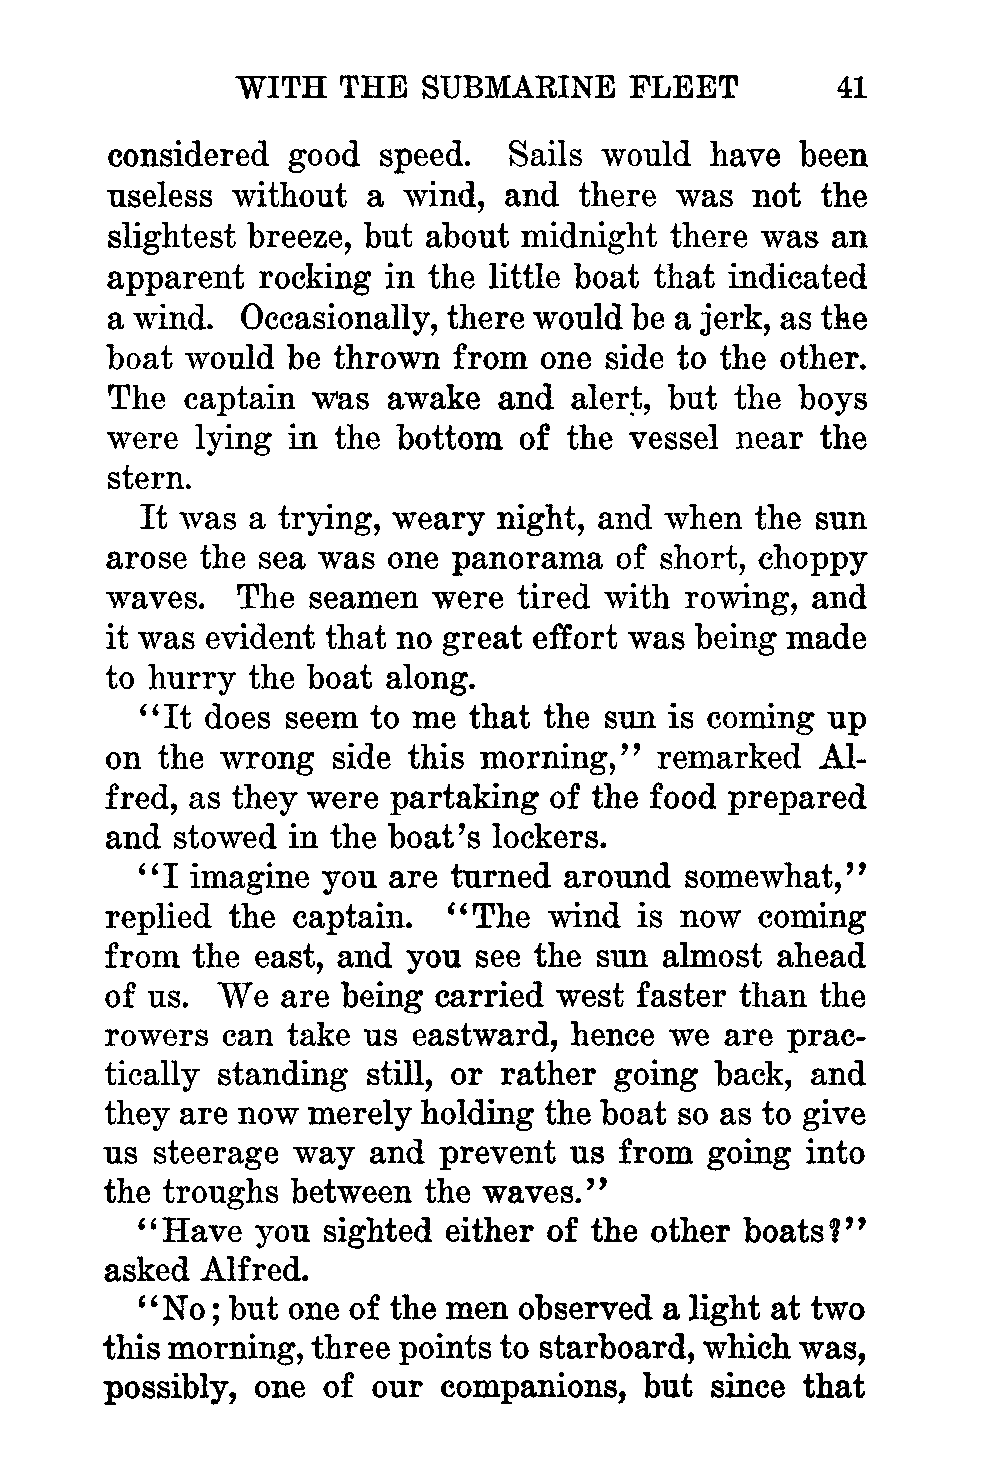 WITH THE SUBMARINE FLEET 41
considered good speed. Sails would have been
useless without a wind, and there was not the
slightest breeze, but about midnight there was an
apparent rocking in the little boat that indicated
a wind. Occasionally, there would be a jerk, as the
boat would be thrown from one side to the other.
The captain was awake and alert, but the boys
were lying in the bottom of the vessel near the
stern.
It was a trying, weary night, and when the sun
arose the sea was one panorama of short, choppy
waves. The seamen were tired with rowing, and
it was evident that no great effort was being made
to hurry the boat along.
"It does seem to me that the sun is coming up
on the wrong side this morning," remarked Al-
fred, as they were partaking of the food prepared
and stowed in the boat's lockers.
"I imagine you are turned around somewhat,"
replied the captain. "The wind is now coming
from the east, and you see the sun almost ahead
of us. We are being carried west faster than the
rowers can take us eastward, hence we are prac-
tically standing still, or rather going back, and
they are now merely holding the boat so as to give
us steerage way and prevent us from going into
the troughs between the waves."
"Have you sighted either of the other boats?"
asked Alfred.
"No; but one of the men observed a light at two
this morning, three points to starboard, which was,
possibly, one of our companions, but since that